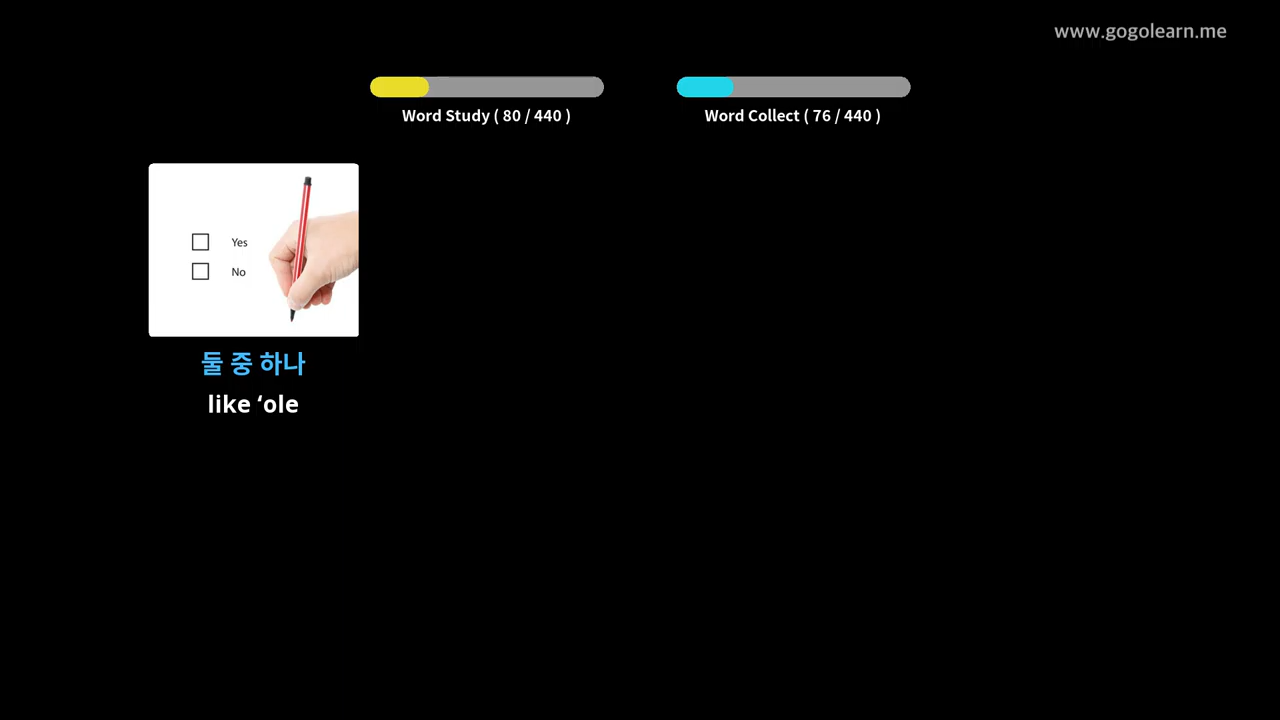 www.gogolearn.me
Word Study ( 80 / 440 )
Word Collect ( 76 / 440 )
Yes
No
둘 중 하나
like ‘ole